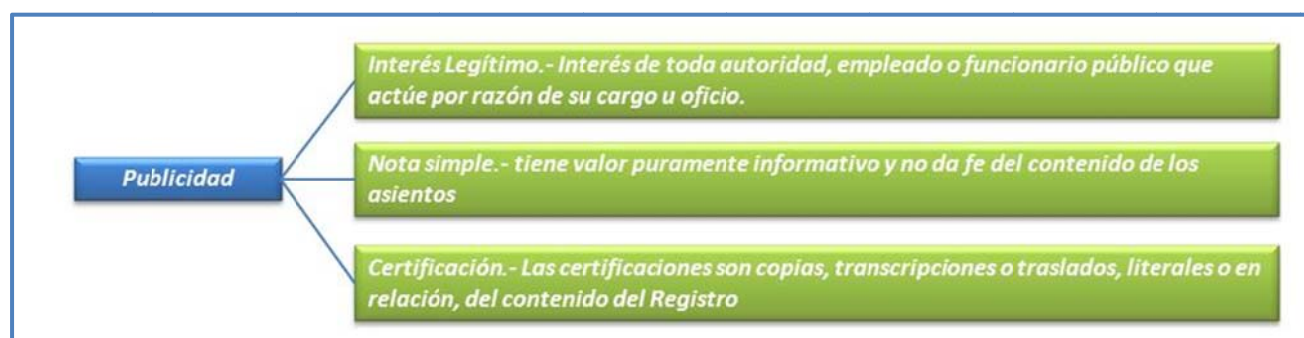 Publicidad
Interés Legítimo.- Interés de toda autoridad, empleado o funcionario público que
actúe por razón de su cargo u oficio.
Nota simple.- tiene valor puramente informativo y no da fe del contenido de los
asientos
Certificación.- Las certificaciones son copias, transcripciones o traslados, literales o en
relación, del contenido del Registro